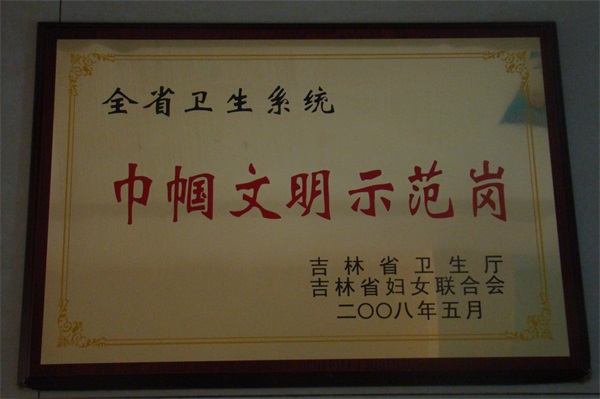 全省卫生系统
巾帼文明示范岗
吉林省卫生厅
吉林省妇女联合会
二〇〇八年五月